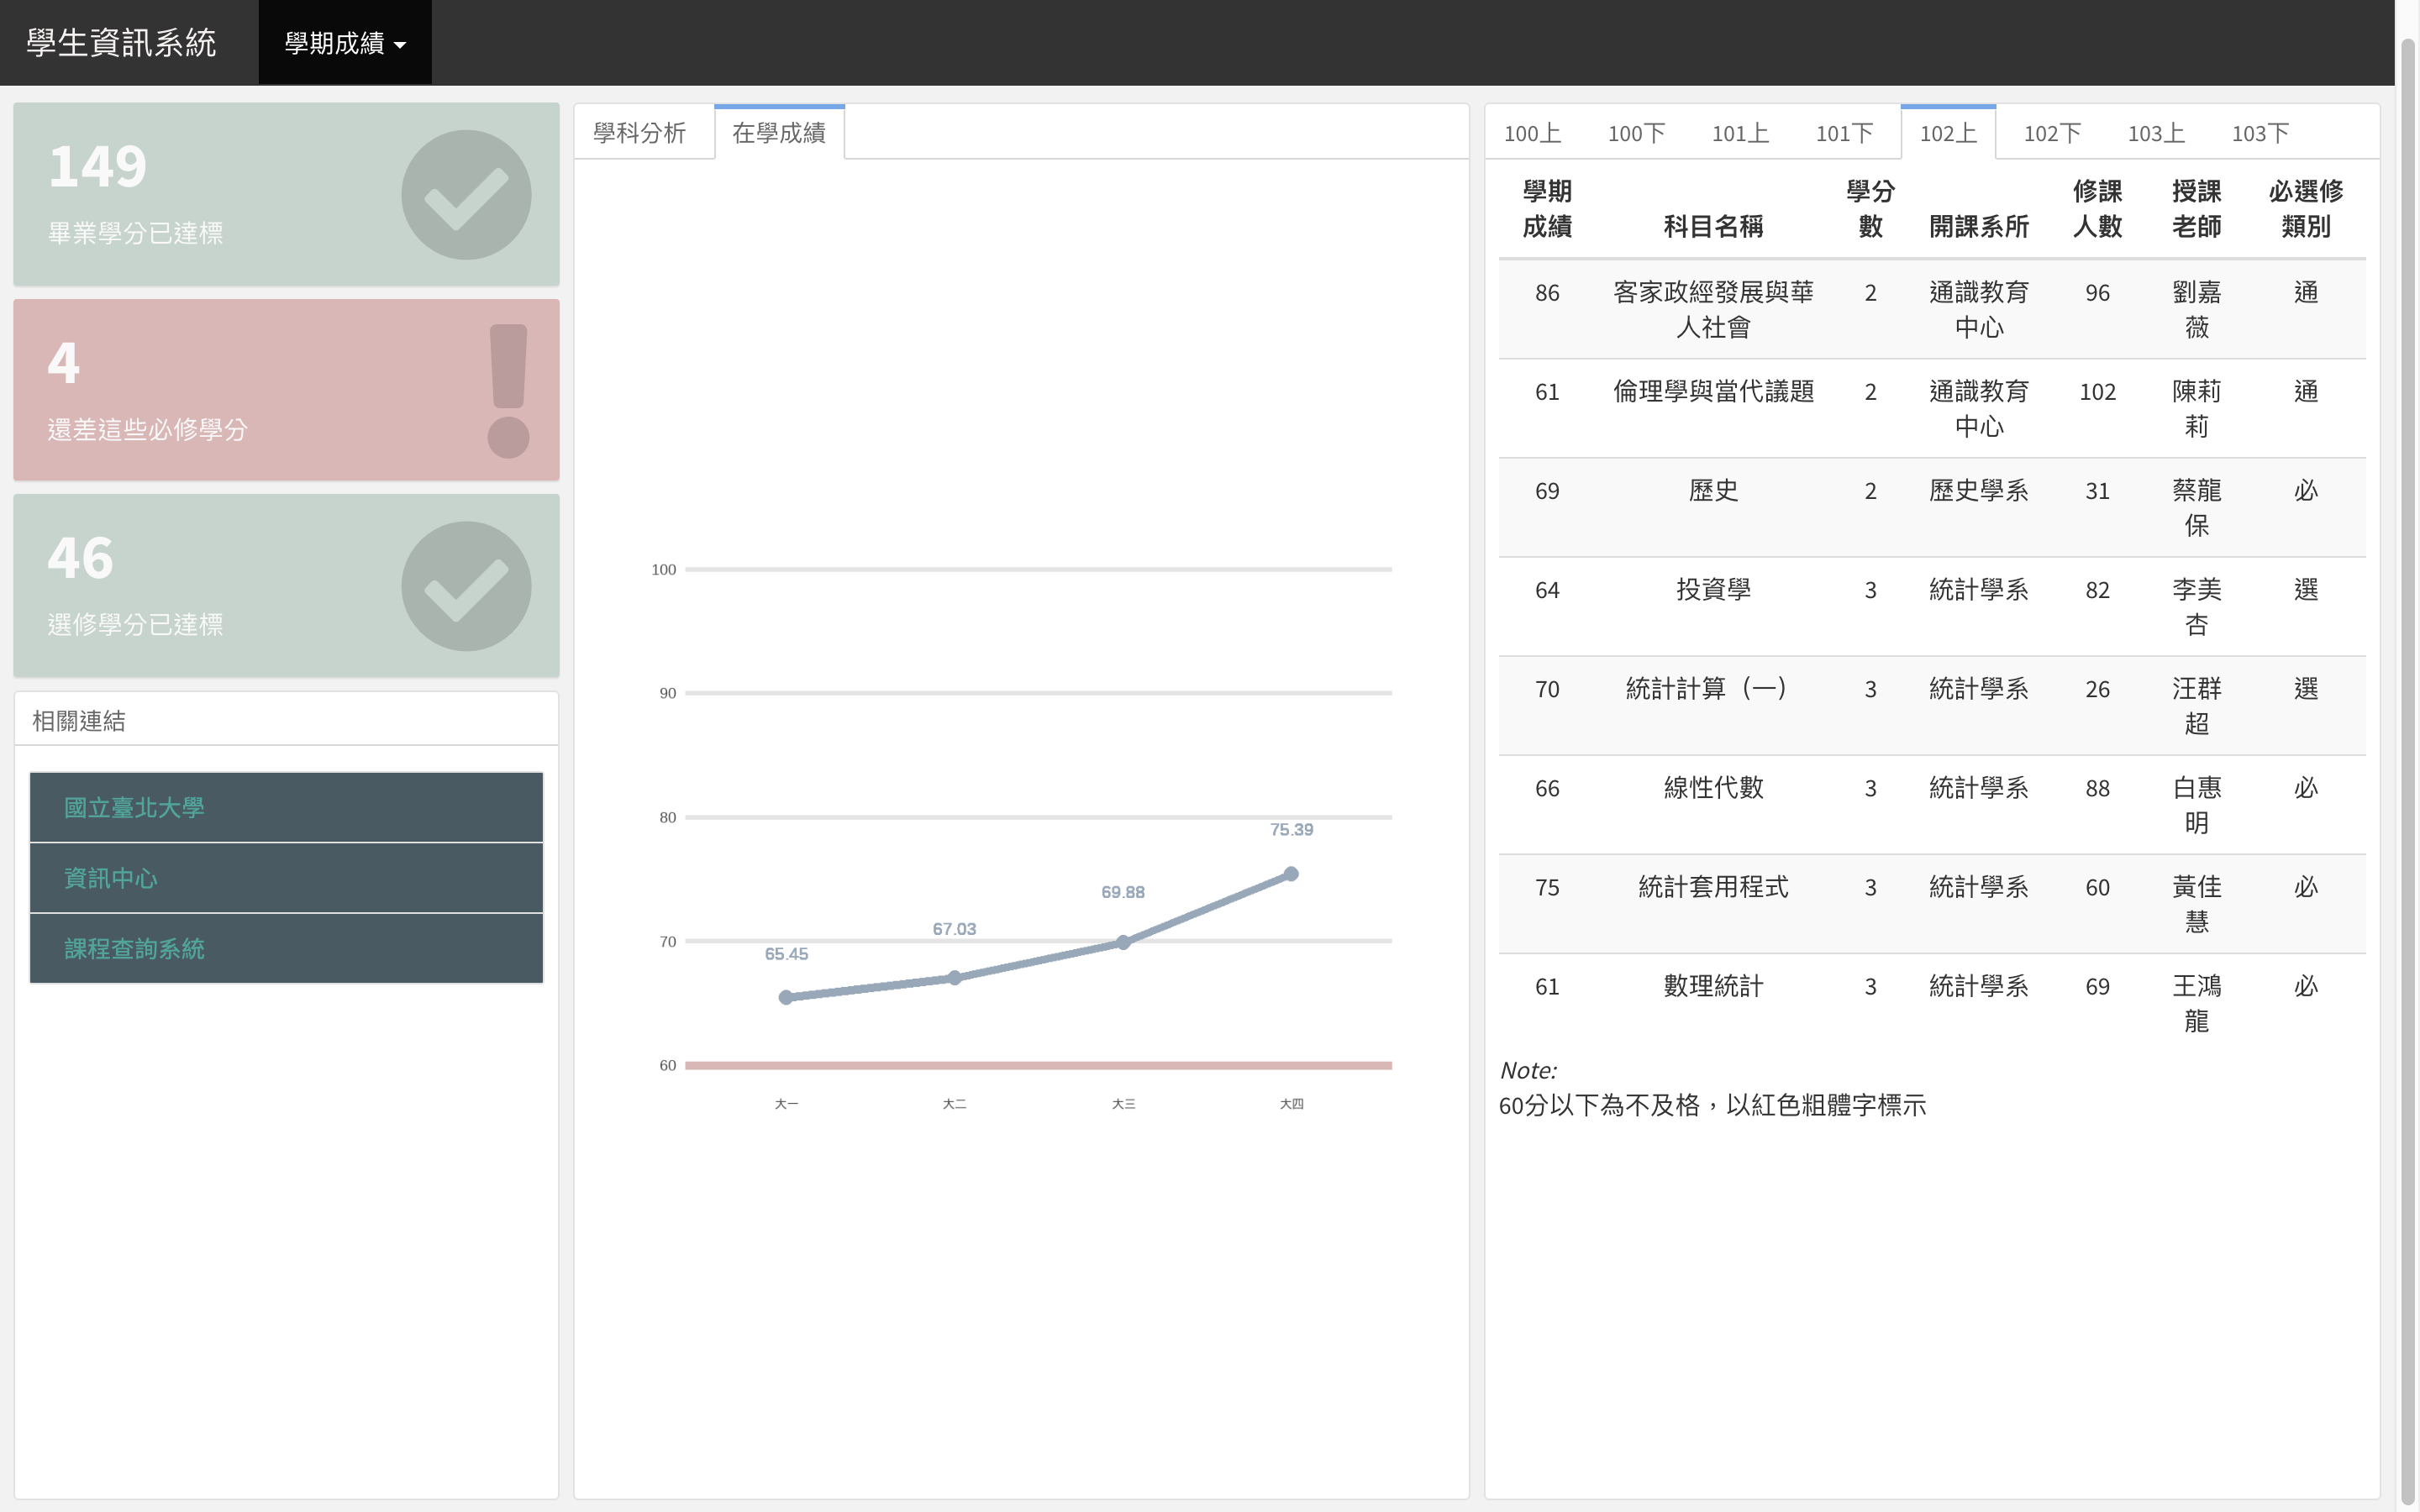 學生資訊系統
學期成績
149
畢業學分已達標
4
還差這些必修學分
46
選修學分已達標
相關連結
國立臺北大學
資訊中心
課程查詢系統
學科分析 在學成績
100
90
80
75.39
69.88
67.03
65.45
70
60
大一 大二 大三 大四
100上 100下 101上 101下 102上 102下 103上 103下
學期 學分 修課 授課 必選修
成績 科目名稱 數 開課系所 人數 老師 類別
86 客家政經發展與華 2 通識教育 96 劉嘉 通
人社會 中心 薇
61 倫理學與當代議題 2 通識教育 102 陳莉 通
中心 莉
69 歷史 2 歷史學系 31 蔡龍 必
保
64 投資學 3 統計學系 82 李美 選
杏
70 統計計算（一） 3 統計學系 26 汪群 選
超
66 線性代數 3 統計學系 88 白惠 必
明
75 統計套用程式 3 統計學系 60 黃佳 必
慧
61 數理統計 3 統計學系 69 王鴻 必
龍
Note:
60分以下為不及格，以紅色粗體字標示